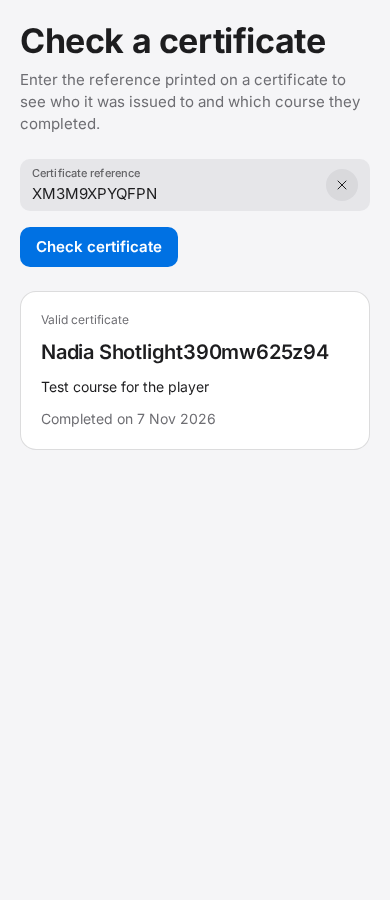 Check a certificate
Enter the reference printed on a certificate to
see who it was issued to and which course they
completed.
Certificate reference
XM3M9XPYQFPN
Check certificate
Valid certificate
Nadia Shotlight390mw625z94
Test course for the player
Completed on 7 Nov 2026